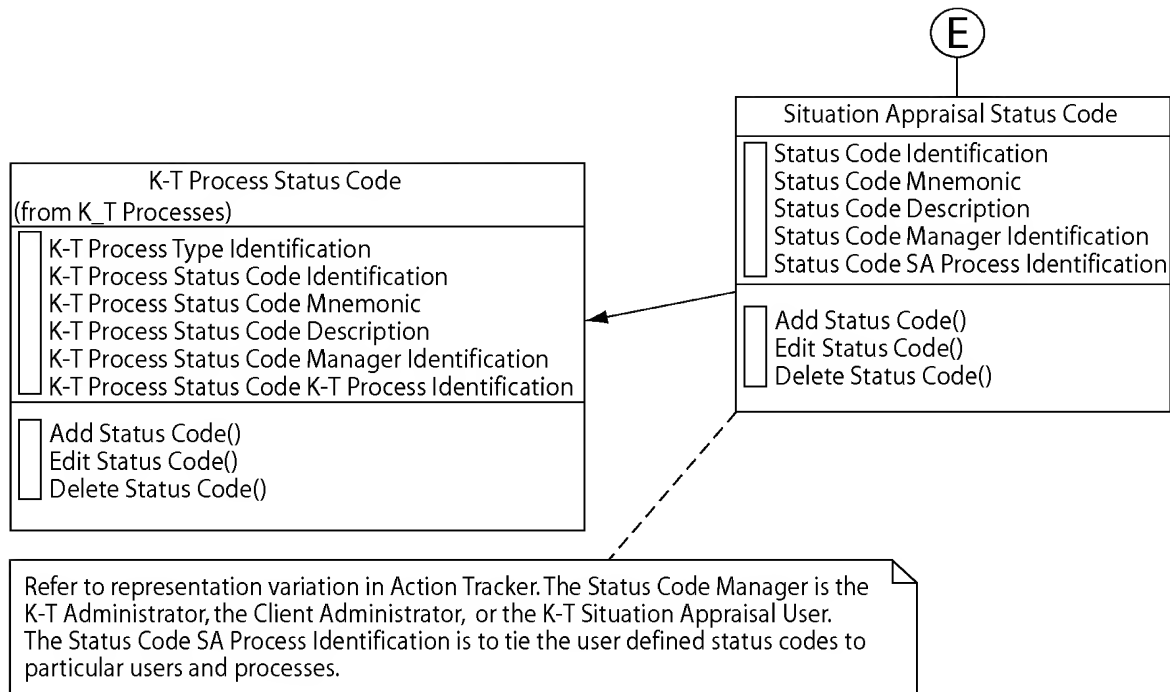 E
Situation Appraisal Status Code
Status Code Identification
Status Code Mnemonic
Status Code Description
Status Code Manager Identification
Status Code SA Process Identification
Add Status Code()
Edit Status Code()
Delete Status Code()
K-T Process Status Code
(from K_T Processes)
K-T Process Type Identification
K-T Process Status Code Identification
K-T Process Status Code Mnemonic
K-T Process Status Code Description
K-T Process Status Code Manager Identification
K-T Process Status Code K-T Process Identification
Add Status Code()
Edit Status Code()
Delete Status Code()
Refer to representation variation in Action Tracker. The Status Code Manager is the
K-T Administrator, the Client Administrator, or the K-T Situation Appraisal User.
The Status Code SA Process Identification is to tie the user defined status codes to
particular users and processes.